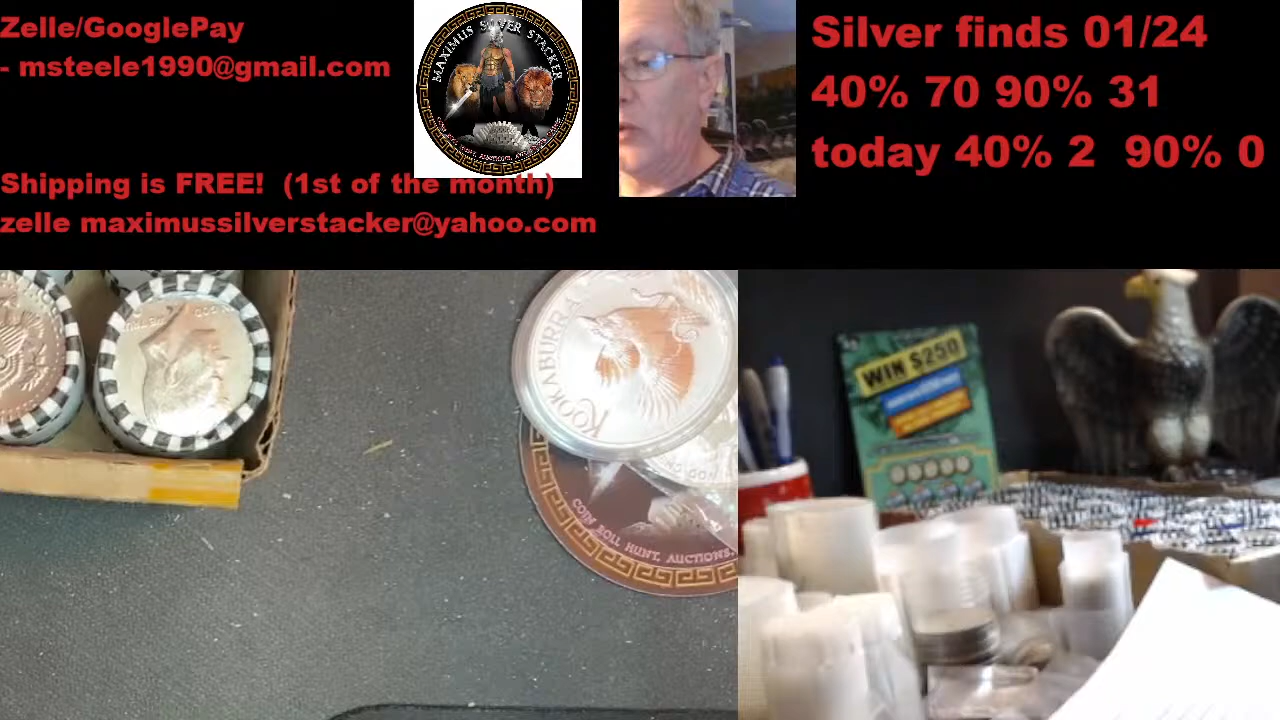 Zelle/GooglePay
- msteele1990@gmail.com
Shipping is FREE! (1st of the month)
zelle maximussilverstacker@yahoo.com
MAXIMUS SILVER STACKER
Silver finds 01/24
40% 70 90% 31
today 40% 2 90% 0
KOOKABURRA
COIN ROLL HUNT, AUCTIONS,
WIN $250